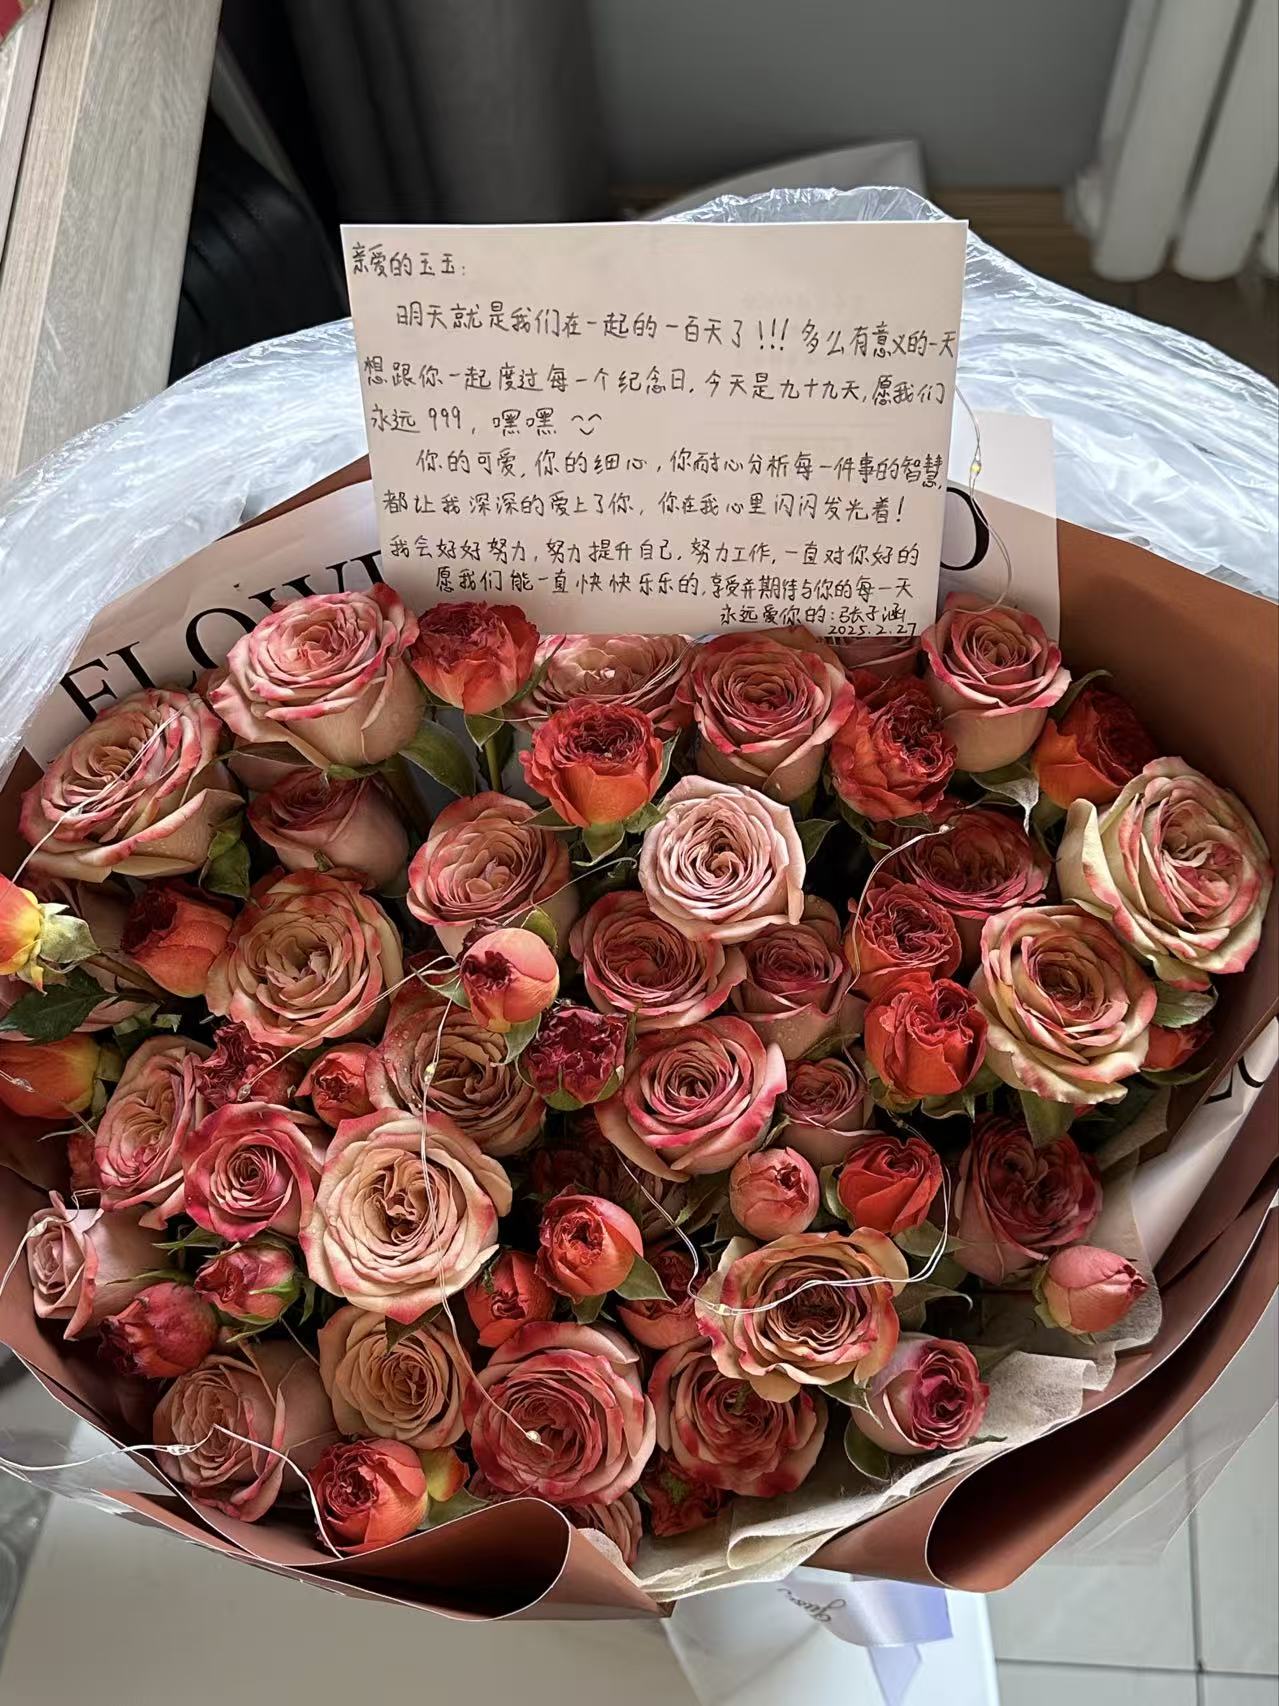 亲爱的玉玉：
明天就是我们在一起的一百天了!!! 多么有意义的一天
想跟你一起度过每一个纪念日，今天是九十九天，愿我们
永远 999，嘿嘿
你的可爱，你的细心，你耐心分析每一件事的智慧，
都让我深深的爱上了你，你在我心里闪闪发光着！
我会好好努力，努力提升自己，努力工作，一直对你好的
愿我们能一直快快乐乐的，享受并期待与你的每一天
永远爱你的：张子涵
2025.2.27